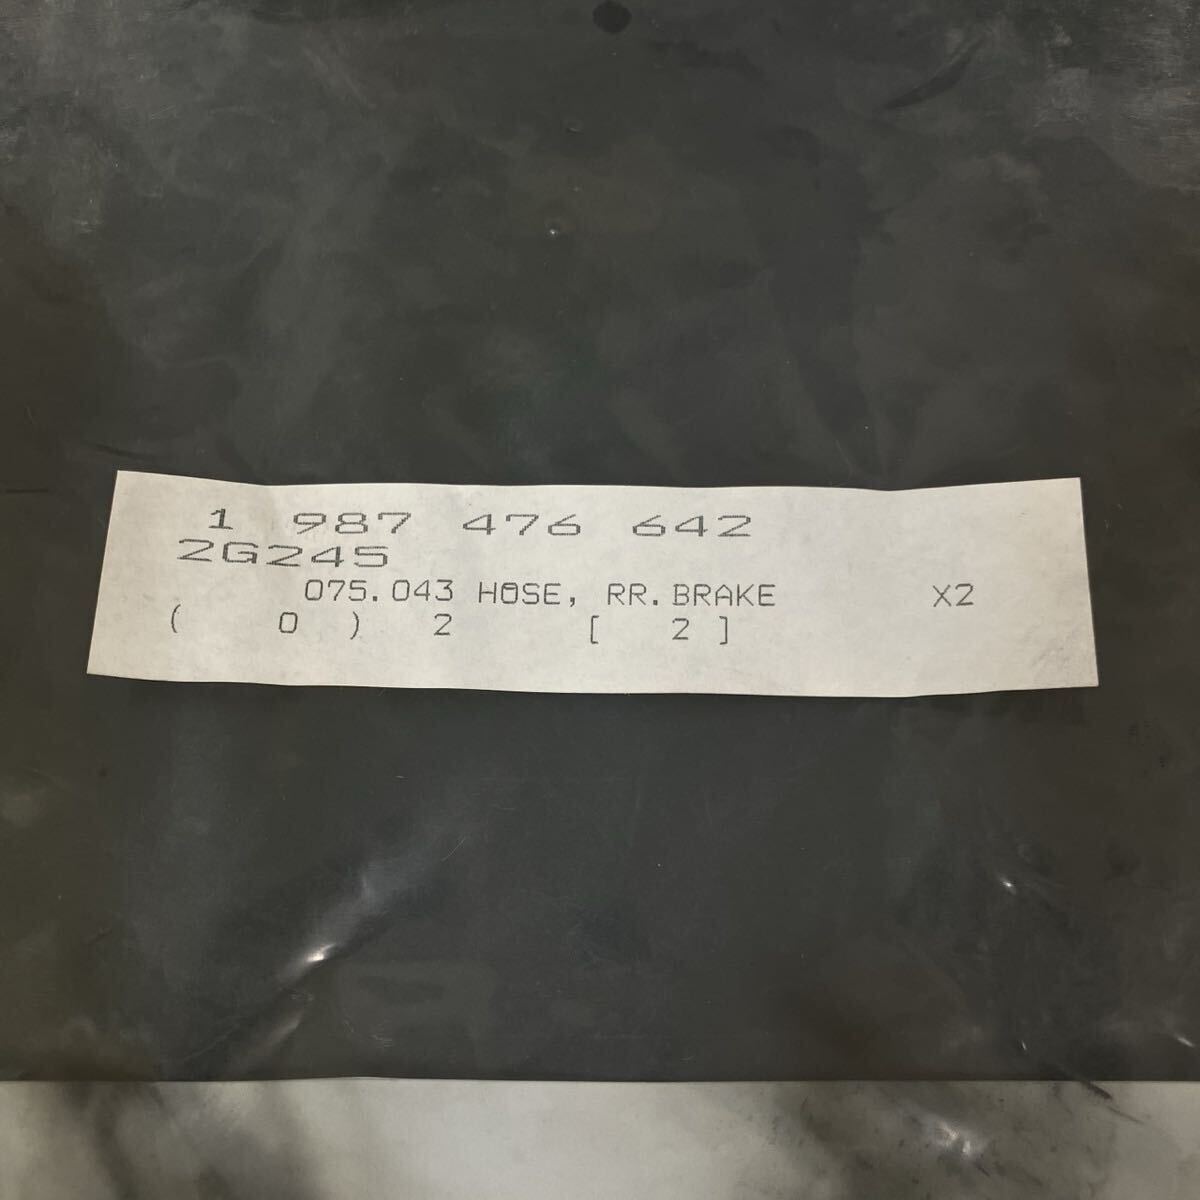 1 987 476 642
2G245
075.043 HOSE, RR.BRAKE X2
( 0 ) 2 [ 2 ]